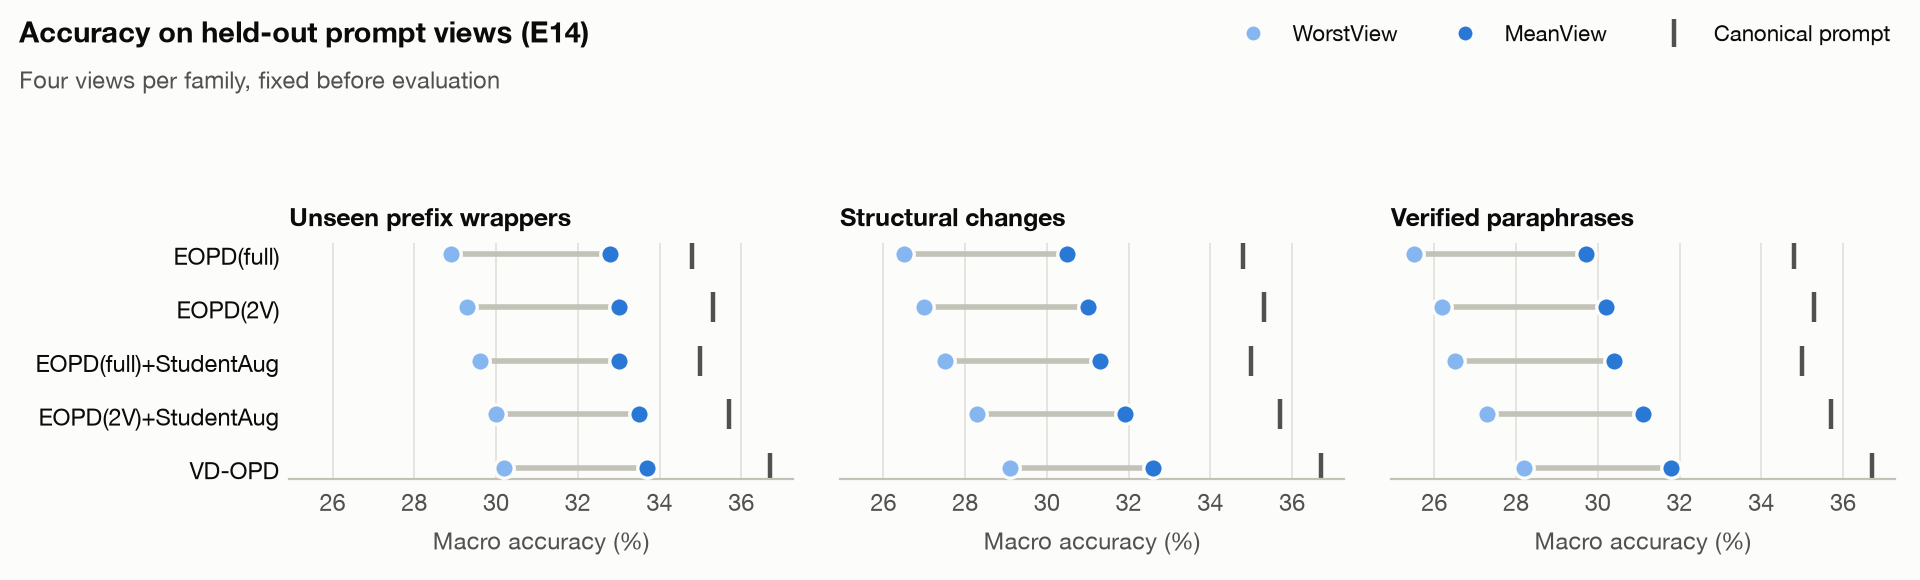 Accuracy on held-out prompt views (E14)
WorstView
MeanView
Canonical prompt
Four views per family, fixed before evaluation
Unseen prefix wrappers
Structural changes
Verified paraphrases
EOPD(full)
EOPD(2V)
EOPD(full)+StudentAug
EOPD(2V)+StudentAug
VD-OPD
26 28 30 32 34 36
26 28 30 32 34 36
26 28 30 32 34 36
Macro accuracy (%)
Macro accuracy (%)
Macro accuracy (%)